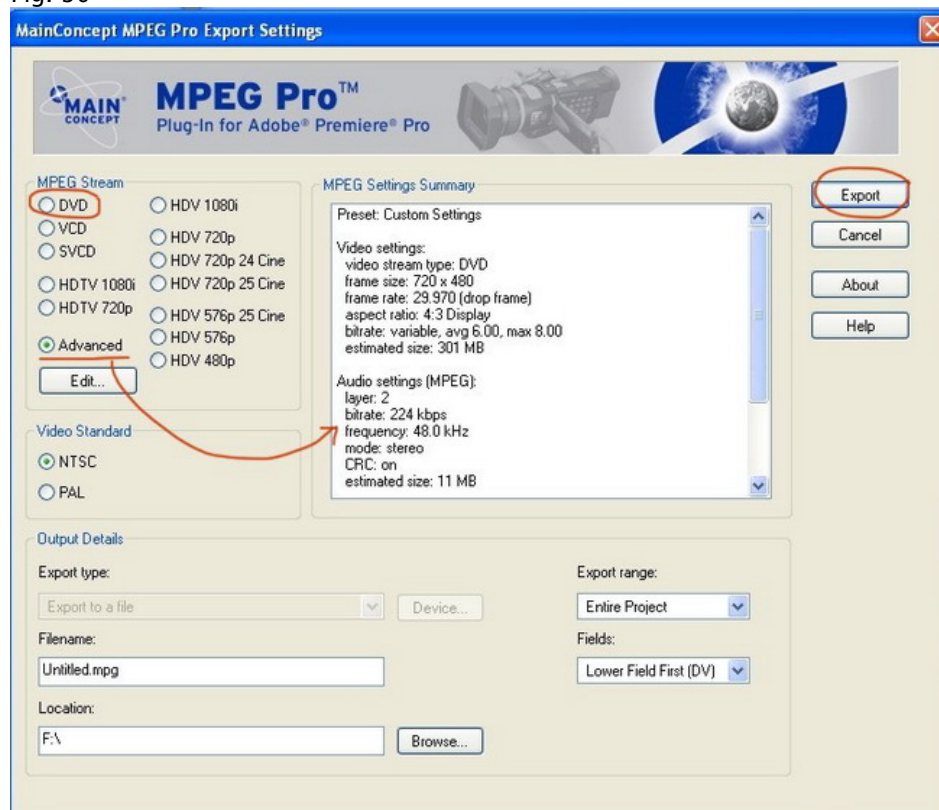 MainConcept MPEG Pro Export Settings
MAIN
CONCEPT
MPEG Pro™
Plug-In for Adobe® Premiere® Pro
MPEG Stream
DVD
VCD
SVCD
HDTV 1080i
HDTV 720p
Advanced
Edit...
HDV 1080i
HDV 720p
HDV 720p 24 Cine
HDV 720p 25 Cine
HDV 576p 25 Cine
HDV 576p
HDV 480p
Video Standard
NTSC
PAL
MPEG Settings Summary
Preset: Custom Settings
Video settings:
video stream type: DVD
frame size: 720 x 480
frame rate: 29.970 (drop frame)
aspect ratio: 4:3 Display
bitrate: variable, avg 6.00, max 8.00
estimated size: 301 MB
Audio settings (MPEG):
layer: 2
bitrate: 224 kbps
frequency: 48.0 kHz
mode: stereo
CRC: on
estimated size: 11 MB
Export
Cancel
About
Help
Output Details
Export type:
Export to a file
Device...
Export range:
Entire Project
Filename:
Untitled.mpg
Fields:
Lower Field First (DV)
Location:
F:\
Browse...